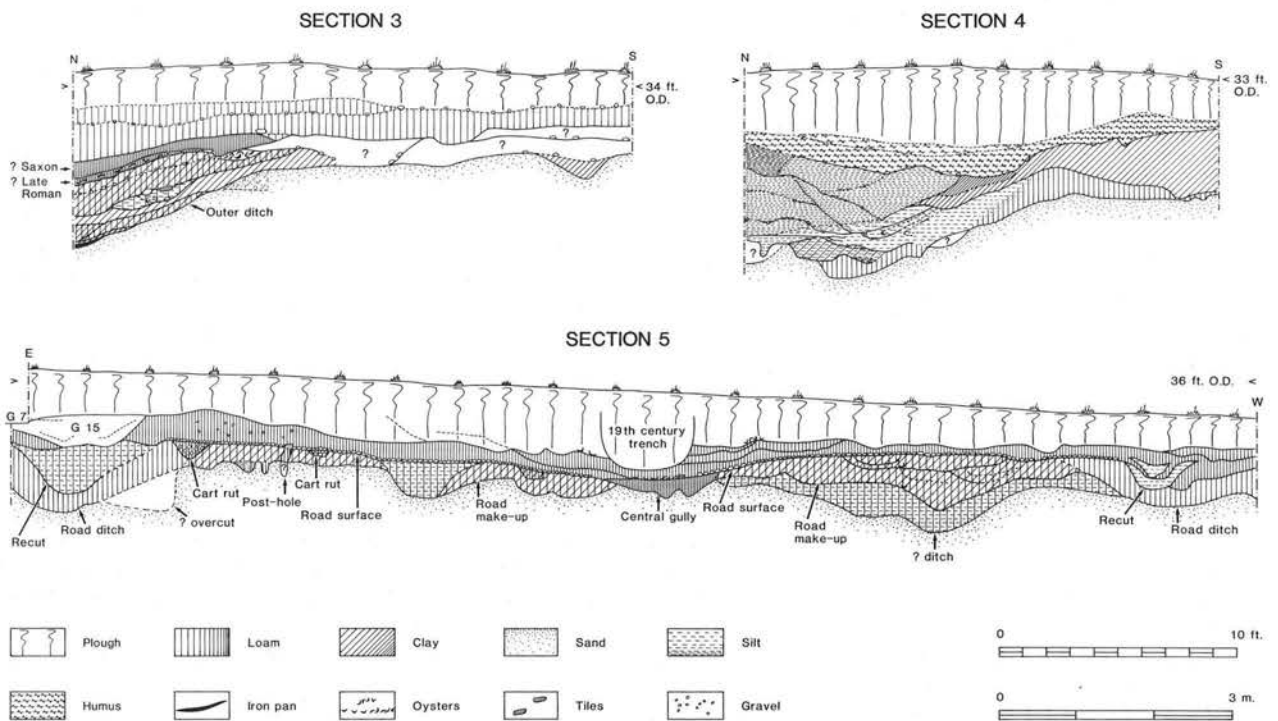 SECTION 3
N
S
>
< 34 ft.
O.D.
?
?
?
? Saxon
? Late
Roman
Outer ditch
SECTION 4
N
S
>
< 33 ft.
O.D.
?
?
SECTION 5
E
>
36 ft. O.D. <
W
G 7
G 15
19th century
trench
Cart rut
Post-hole
Cart rut
Road surface
Road
make-up
Central gully
Road surface
Road
make-up
? ditch
Recut
Road ditch
? overcut
Road ditch
Recut
Plough
Loam
Clay
Sand
Silt
0
10 ft.
Humus
Iron pan
Oysters
Tiles
Gravel
0
3 m.